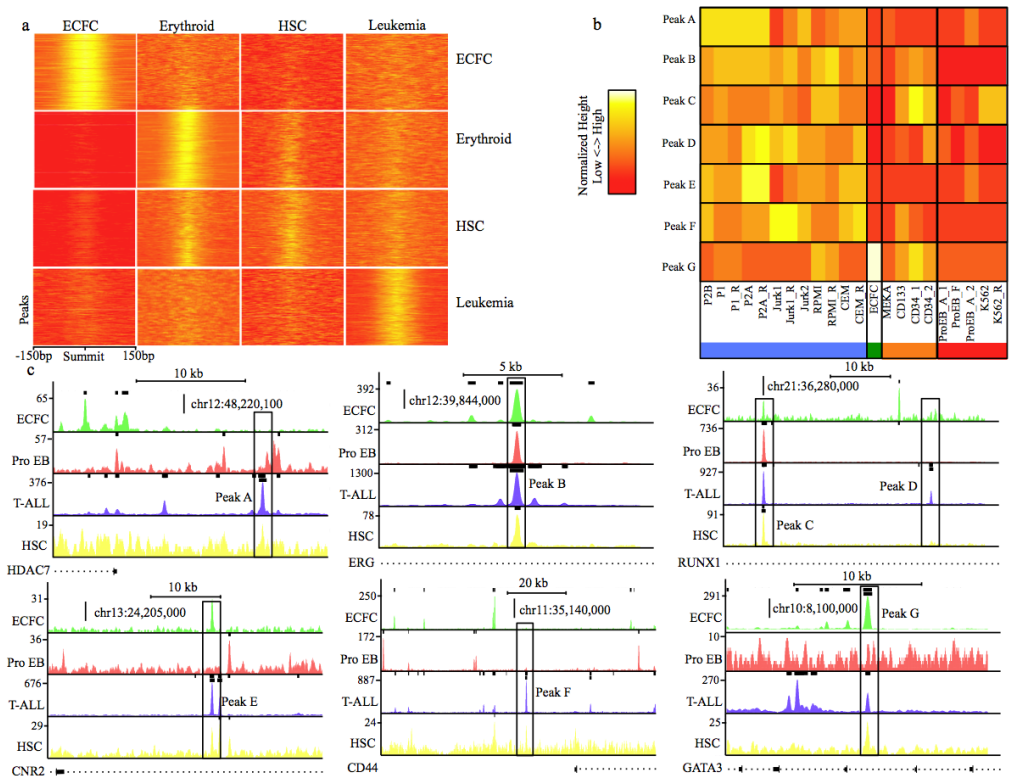 a
ECFC Erythroid HSC Leukemia
ECFC
Erythroid
HSC
Leukemia
Peaks
-150bp Summit 150bp
b
Normalized Height
Low <-> High
Peak A
Peak B
Peak C
Peak D
Peak E
Peak F
Peak G
P2B
P1
P1_R
P2A
P2A_R
Jurk1
Jurk1_R
Jurk2
RPMI
RPMI_R
CEM
CEM_R
ECFC
MEKA
CD133
CD34_1
CD34_2
ProEB_A_1
ProEB_F
ProEB_A_2
K562
K562_R
c
10 kb
65
chr12:48,220,100
ECFC
57
Pro EB
376
Peak A
T-ALL
19
HSC
HDAC7
5 kb
392
chr12:39,844,000
ECFC
312
Pro EB
1300
Peak B
T-ALL
78
HSC
ERG
chr21:36,280,000
10 kb
36
ECFC
736
Pro EB
927
Peak D
T-ALL
91
Peak C
HSC
RUNX1
10 kb
31
chr13:24,205,000
ECFC
36
Pro EB
676
Peak E
T-ALL
29
HSC
CNR2
20 kb
250
chr11:35,140,000
ECFC
172
Pro EB
887
Peak F
T-ALL
24
HSC
CD44
10 kb
291
chr10:8,100,000
Peak G
ECFC
10
Pro EB
270
T-ALL
25
HSC
GATA3